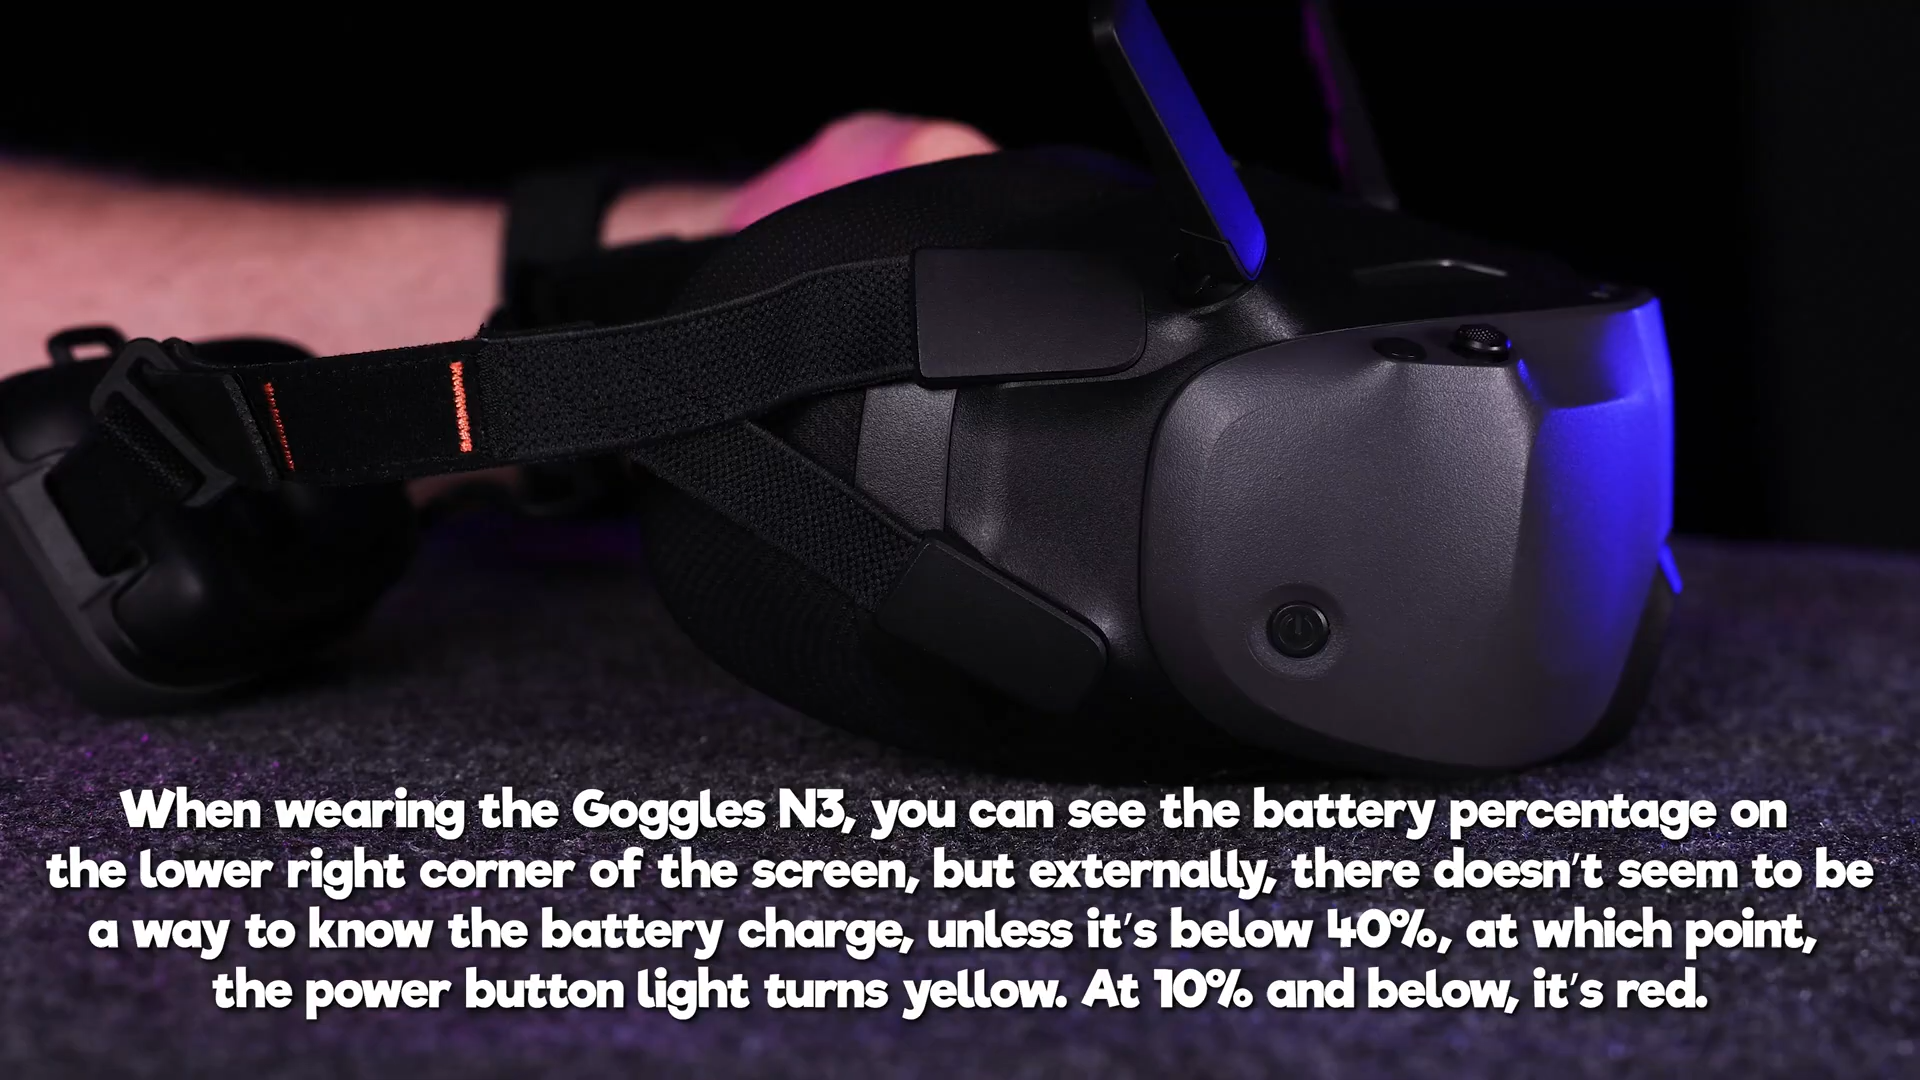 When wearing the Goggles N3, you can see the battery percentage on
the lower right corner of the screen, but externally, there doesn't seem to be
a way to know the battery charge, unless it's below 40%, at which point,
the power button light turns yellow. At 10% and below, it's red.